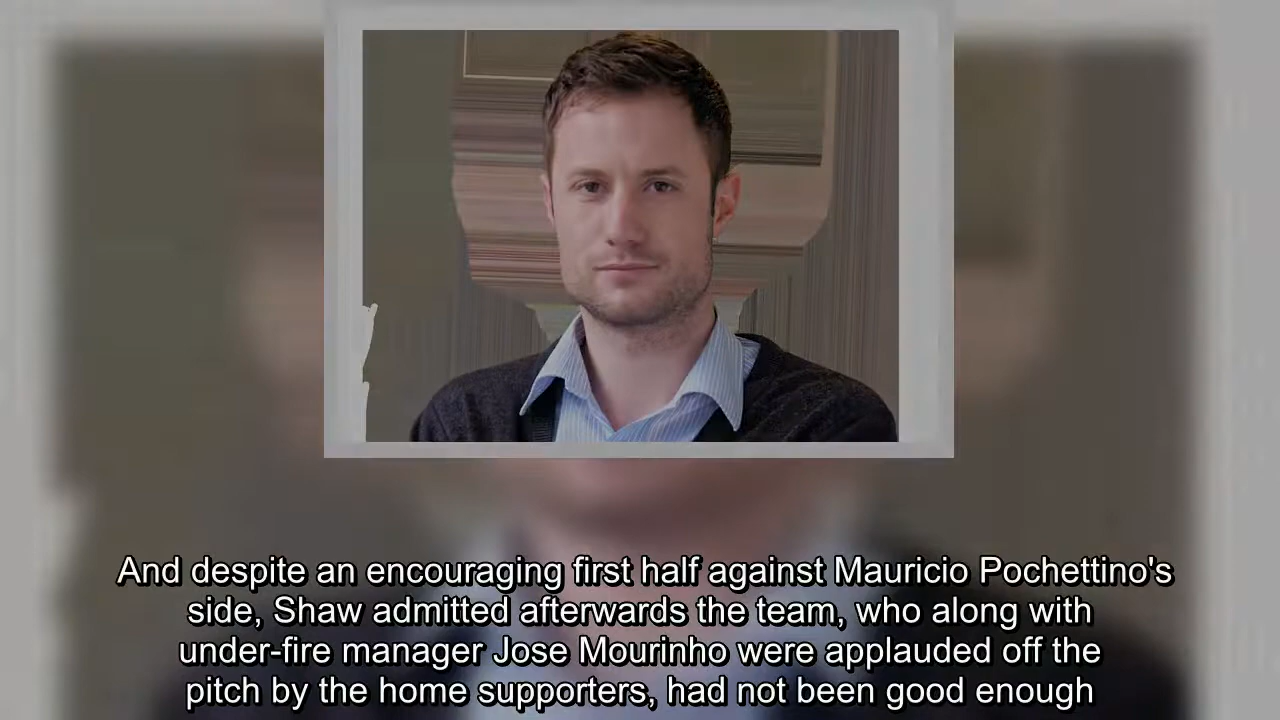 And despite an encouraging first half against Mauricio Pochettino's
side, Shaw admitted afterwards the team, who along with
under-fire manager Jose Mourinho were applauded off the
pitch by the home supporters, had not been good enough